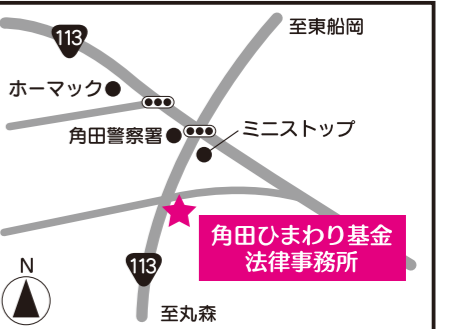 113
至東船岡
ホーマック
ミニストップ
角田警察署
角田ひまわり基金
法律事務所
N
113
至丸森